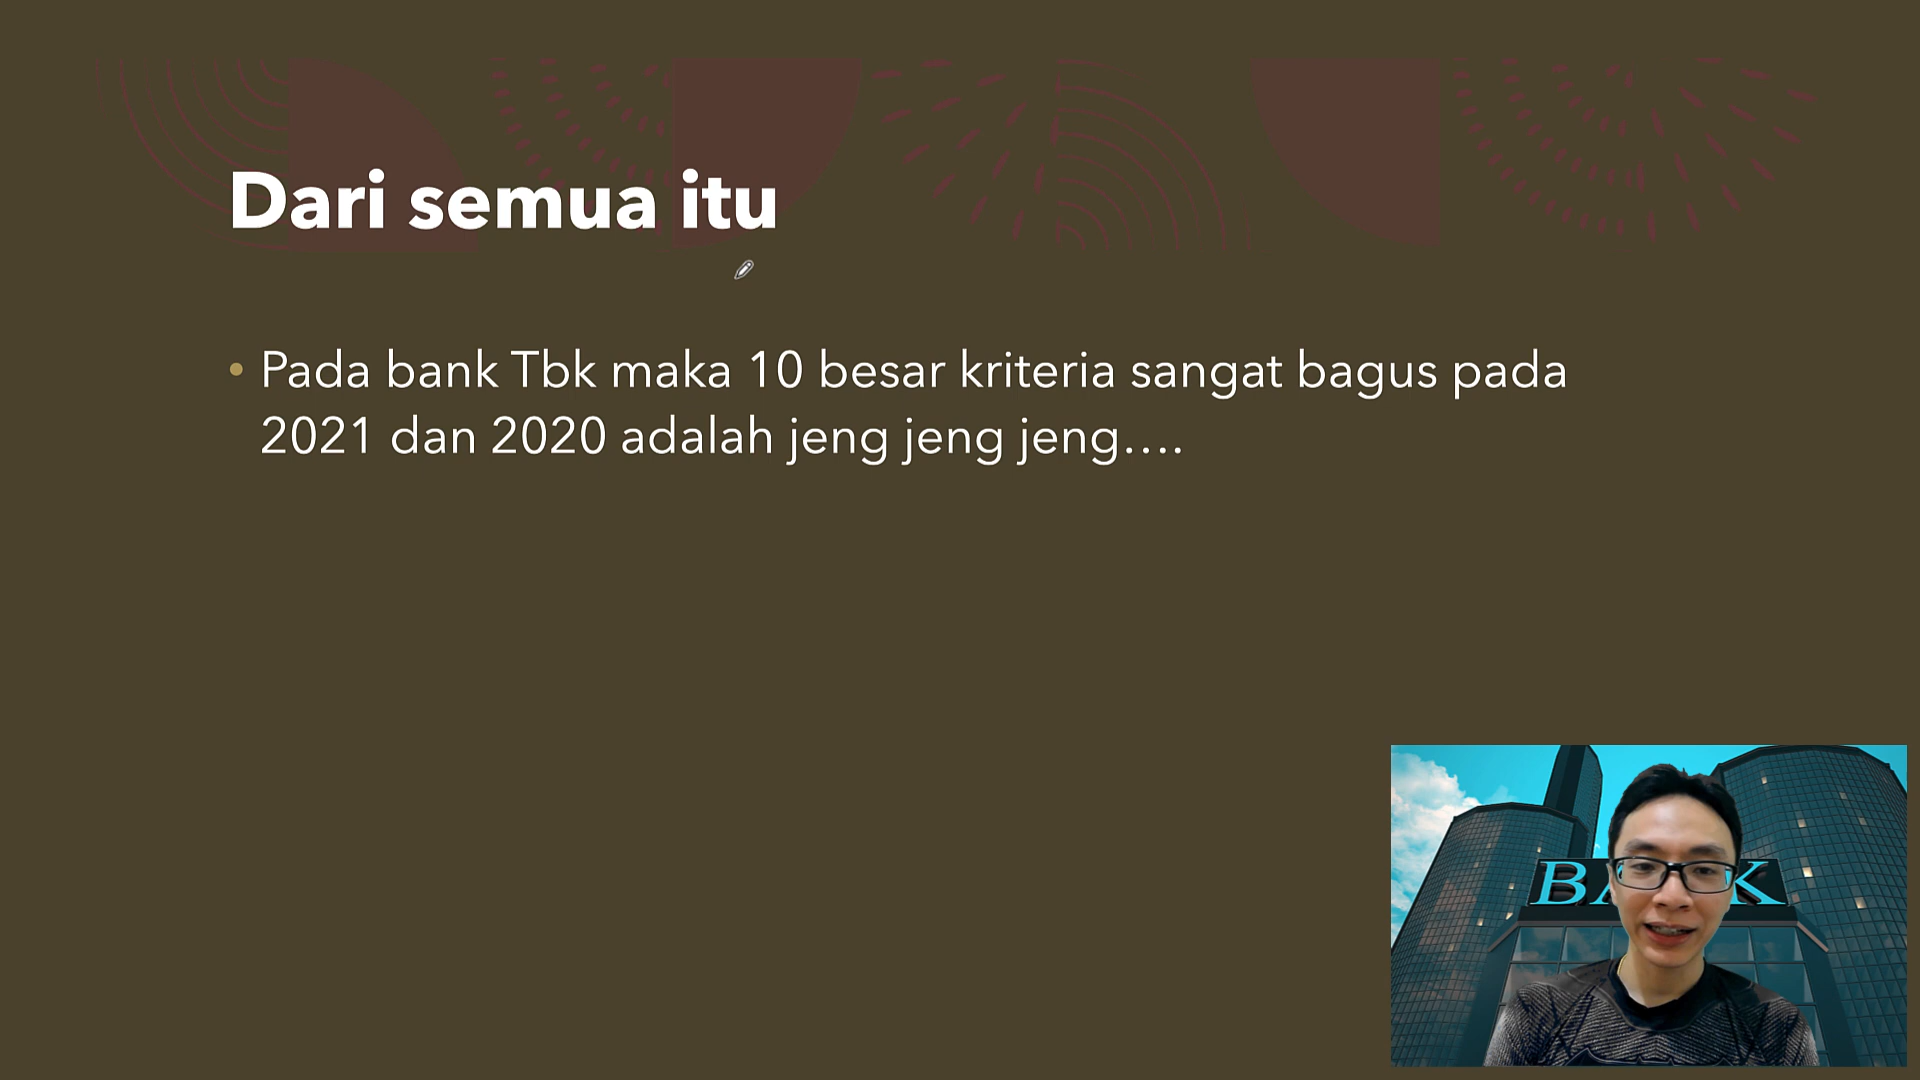 Dari semua itu
• Pada bank Tbk maka 10 besar kriteria sangat bagus pada
2021 dan 2020 adalah jeng jeng jeng....